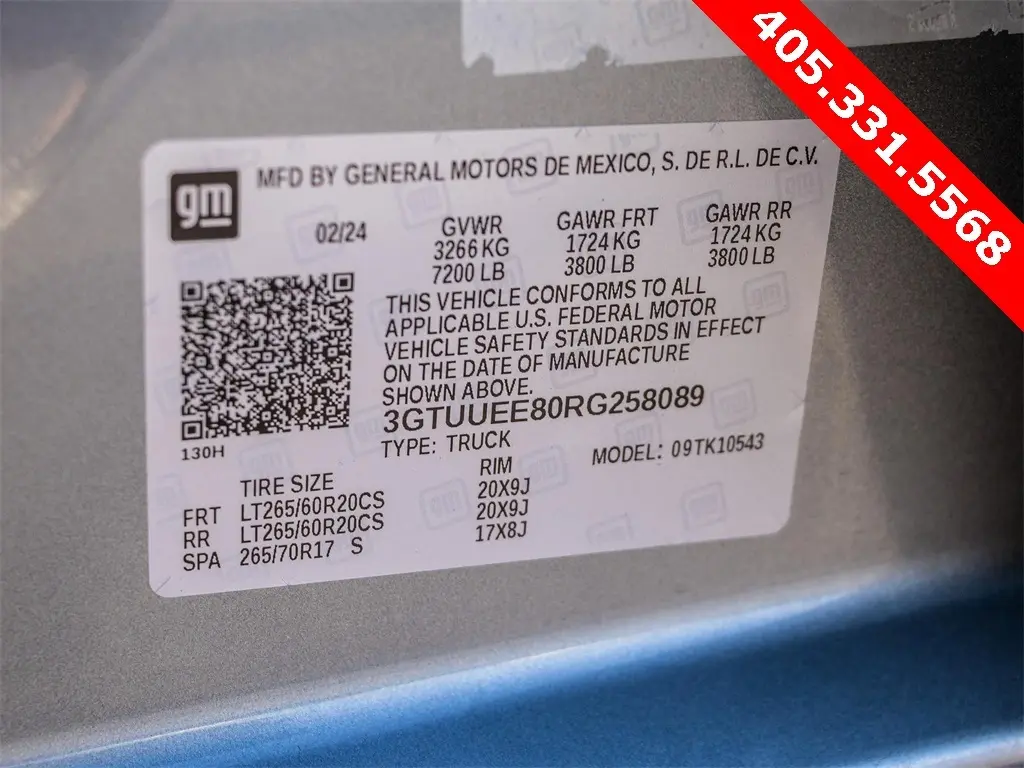 405.331.5568
gm
MFD BY GENERAL MOTORS DE MEXICO, S. DE R.L. DE C.V.
02/24
GVWR GAWR FRT GAWR RR
3266 KG 1724 KG 1724 KG
7200 LB 3800 LB 3800 LB
THIS VEHICLE CONFORMS TO ALL
APPLICABLE U.S. FEDERAL MOTOR
VEHICLE SAFETY STANDARDS IN EFFECT
ON THE DATE OF MANUFACTURE
SHOWN ABOVE.
3GTUUEE80RG258089
130H
TYPE: TRUCK MODEL: 09TK10543
TIRE SIZE RIM
FRT LT265/60R20CS 20X9J
RR LT265/60R20CS 20X9J
SPA 265/70R17 S 17X8J